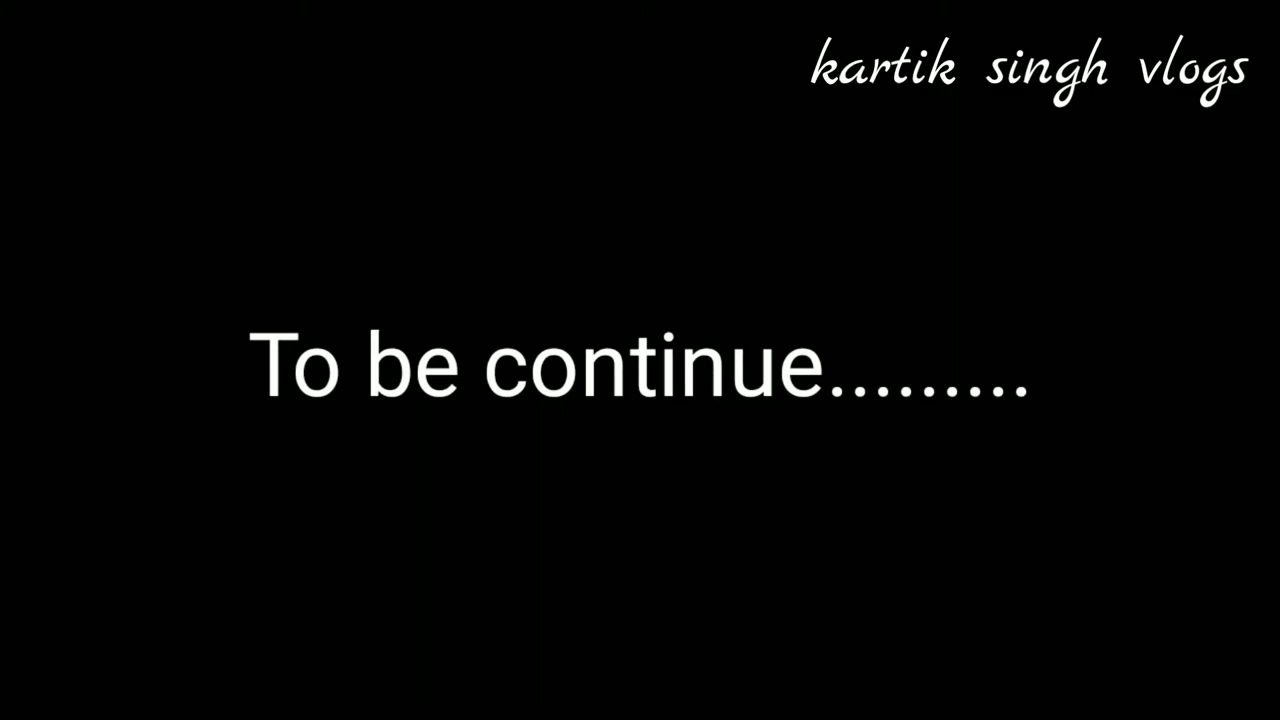 kartik singh vlogs
To be continue.........